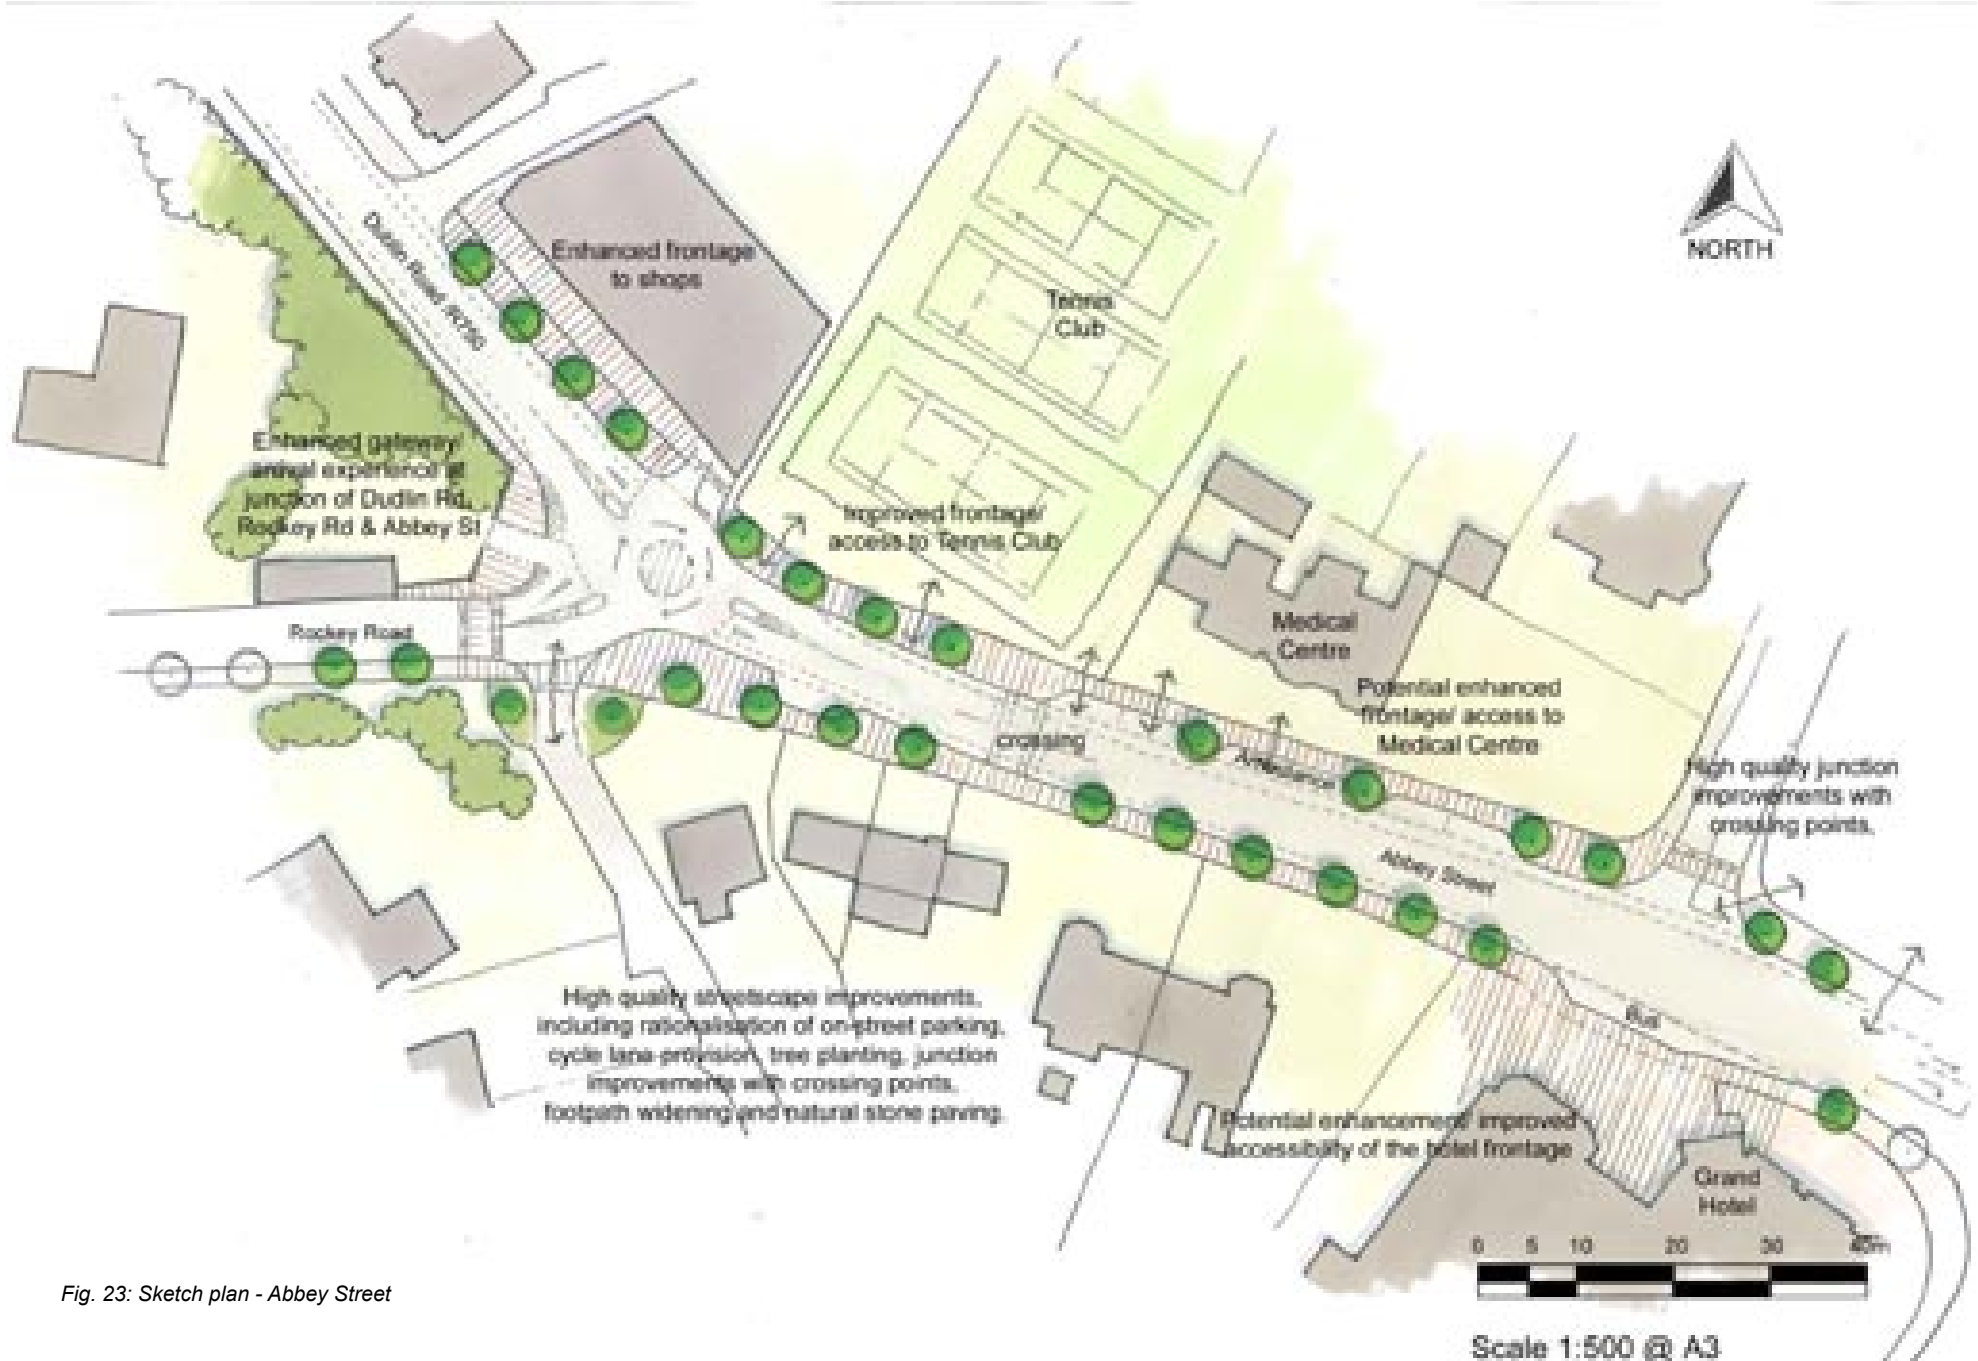 NORTH
Dublin Road R750
Enhanced frontage
to shops
Tennis
Club
Enhanced gateway/
arrival experience at
junction of Dudlin Rd,
Rockey Rd & Abbey St
Improved frontage/
access to Tennis Club
Rockey Road
Medical
Centre
Potential enhanced
frontage/ access to
Medical Centre
crossing
Ambulance
High quality junction
improvements with
crossing points.
Abbey Street
High quality streetscape improvements,
including rationalisation of on-street parking,
cycle lane provision, tree planting, junction
improvements with crossing points,
footpath widening and natural stone paving.
Bus
Potential enhancement/ improved
accessibility of the hotel frontage
Grand
Hotel
0 5 10 20 30 40m
Scale 1:500 @ A3
Fig. 23: Sketch plan - Abbey Street